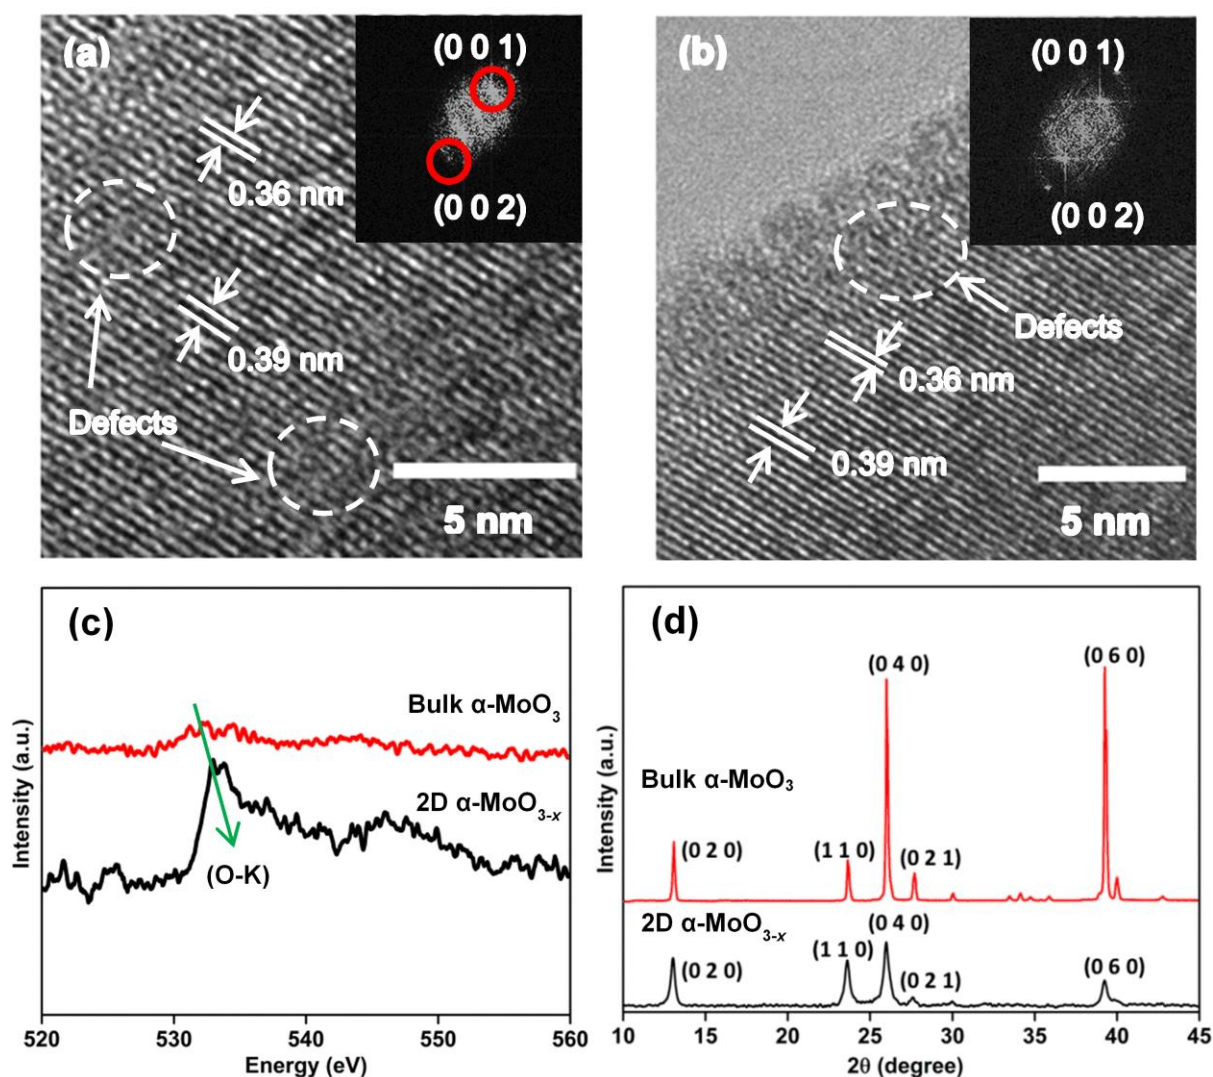 (a)
(0 0 1)
0.36 nm
(0 0 2)
0.39 nm
Defects
5 nm
(b)
(0 0 1)
(0 0 2)
Defects
0.36 nm
0.39 nm
5 nm
(c)
Bulk α-MoO3
2D α-MoO3-x
(O-K)
Intensity (a.u.)
520 530 540 550 560
Energy (eV)
(d)
(0 6 0)
(0 4 0)
Bulk α-MoO3
(0 2 0)
(1 1 0)
(0 2 1)
2D α-MoO3-x
(0 4 0)
(1 1 0)
(0 2 0)
(0 2 1)
(0 6 0)
Intensity (a.u.)
10 15 20 25 30 35 40 45
2θ (degree)